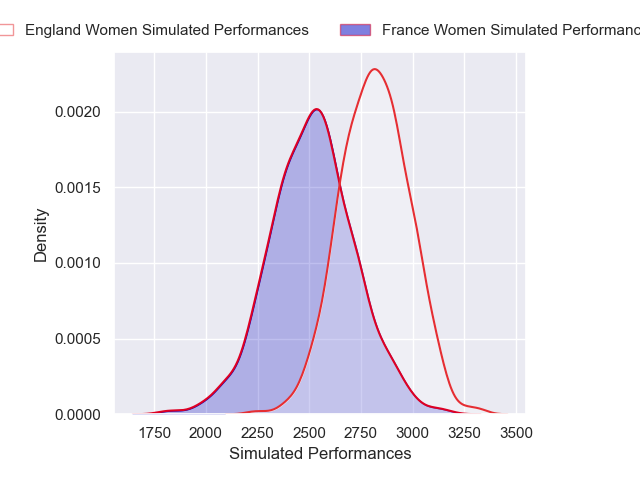 England Women Simulated Performances
France Women Simulated Performanc
0.0020
0.0015
0.0010
0.0005
0.0000
Density
1750 2000 2250 2500 2750 3000 3250 3500
Simulated Performances